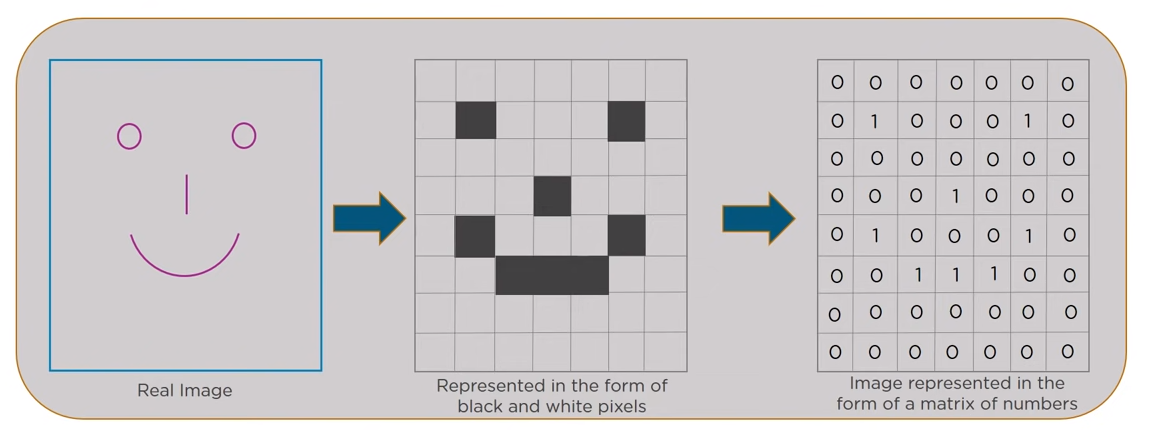 0 0 0 0 0 0 0
0 1 0 0 0 1 0
0 0 0 0 0 0 0
0 0 0 1 0 0 0
0 1 0 0 0 1 0
0 0 1 1 1 0 0
0 0 0 0 0 0 0
0 0 0 0 0 0 0
Real Image
Represented in the form of
black and white pixels
Image represented in the
form of a matrix of numbers